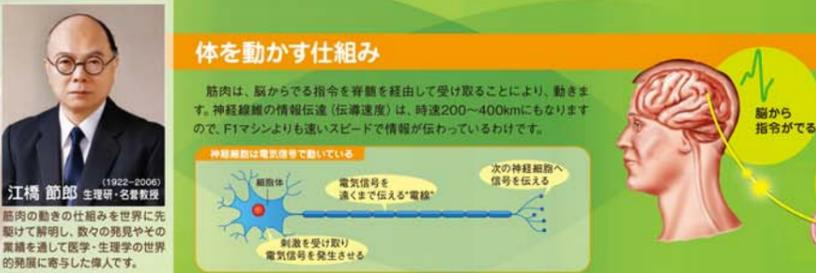 (1922-2006)
江橋 節郎 生理研・名誉教授
筋肉の動きの仕組みを世界に先
駆けて解明し、数々の発見やその
業績を通して医学・生理学の世界
的発展に寄与した偉人です。
体を動かす仕組み
筋肉は、脳からでる指令を脊髄を経由して受け取ることにより、動きま
す。神経線維の情報伝達（伝導速度）は、時速200〜400kmにもなります
ので、F1マシンよりも速いスピードで情報が伝わっているわけです。
神経細胞は電気信号で動いている
細胞体
電気信号を
遠くまで伝える"電線"
次の神経細胞へ
信号を伝える
刺激を受け取り
電気信号を発生させる
脳から
指令がでる